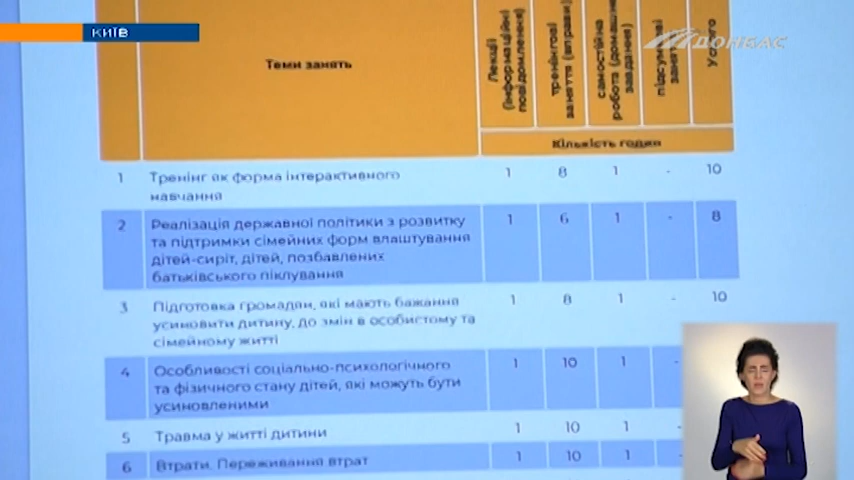 КИЇВ
ДОНБАС
Теми занять
Лекції
(інформаційні
повідомлення)
тренінгові
заняття (вправи)
самостійна
робота (домашнє
завдання)
Усього
Кількість годин
1 Тренінг як форма інтерактивного 1 8 1 - 10
навчання
2 Реалізація державної політики з розвитку 1 6 1 - 8
та підтримки сімейних форм влаштування
дітей-сиріт, дітей, позбавлених
батьківського піклування
3 Підготовка громадян, які мають бажання 1 8 1 - 10
усиновити дитину, до змін в особистому та
сімейному житті
4 Особливості соціально-психологічного 1 10 1 -
та фізичного стану дітей, які можуть бути
усиновленими
5 Травма у житті дитини 1 10 1 -
6 Втрати. Переживання втрат 1 10 1 -